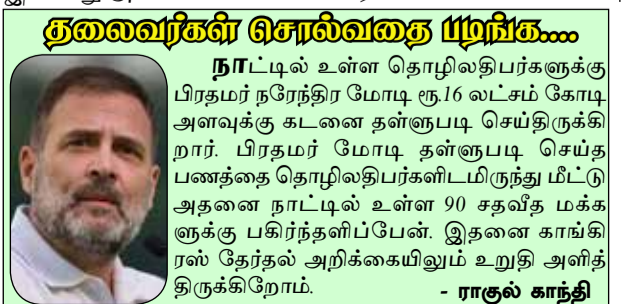 தலைவர்கள் சொல்வதை படிங்க....
நாட்டில் உள்ள தொழிலதிபர்களுக்கு
பிரதமர் நரேந்திர மோடி ரூ.16 லட்சம் கோடி
அளவுக்கு கடனை தள்ளுபடி செய்திருக்கி
றார். பிரதமர் மோடி தள்ளுபடி செய்த
பணத்தை தொழிலதிபர்களிடமிருந்து மீட்டு
அதனை நாட்டில் உள்ள 90 சதவீத மக்க
ளுக்கு பகிர்ந்தளிப்பேன். இதனை காங்கி
ரஸ் தேர்தல் அறிக்கையிலும் உறுதி அளித்
திருக்கிறோம்.
- ராகுல் காந்தி